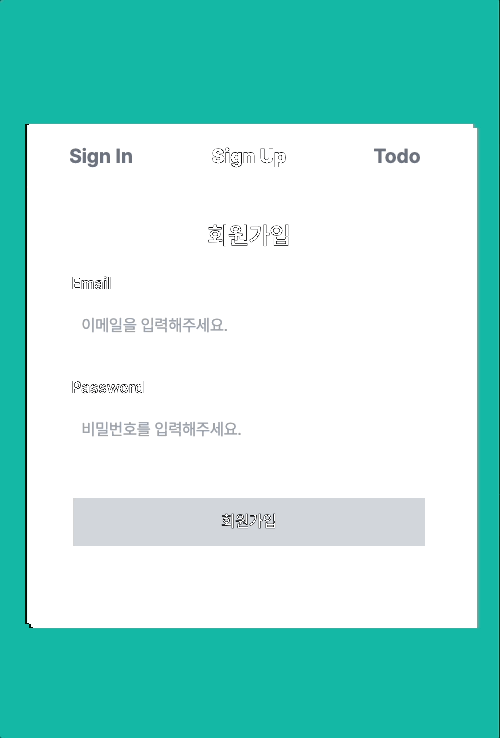 Sign In Sign Up Todo
회원가입
Email
이메일을 입력해주세요.
Password
비밀번호를 입력해주세요.
회원가입